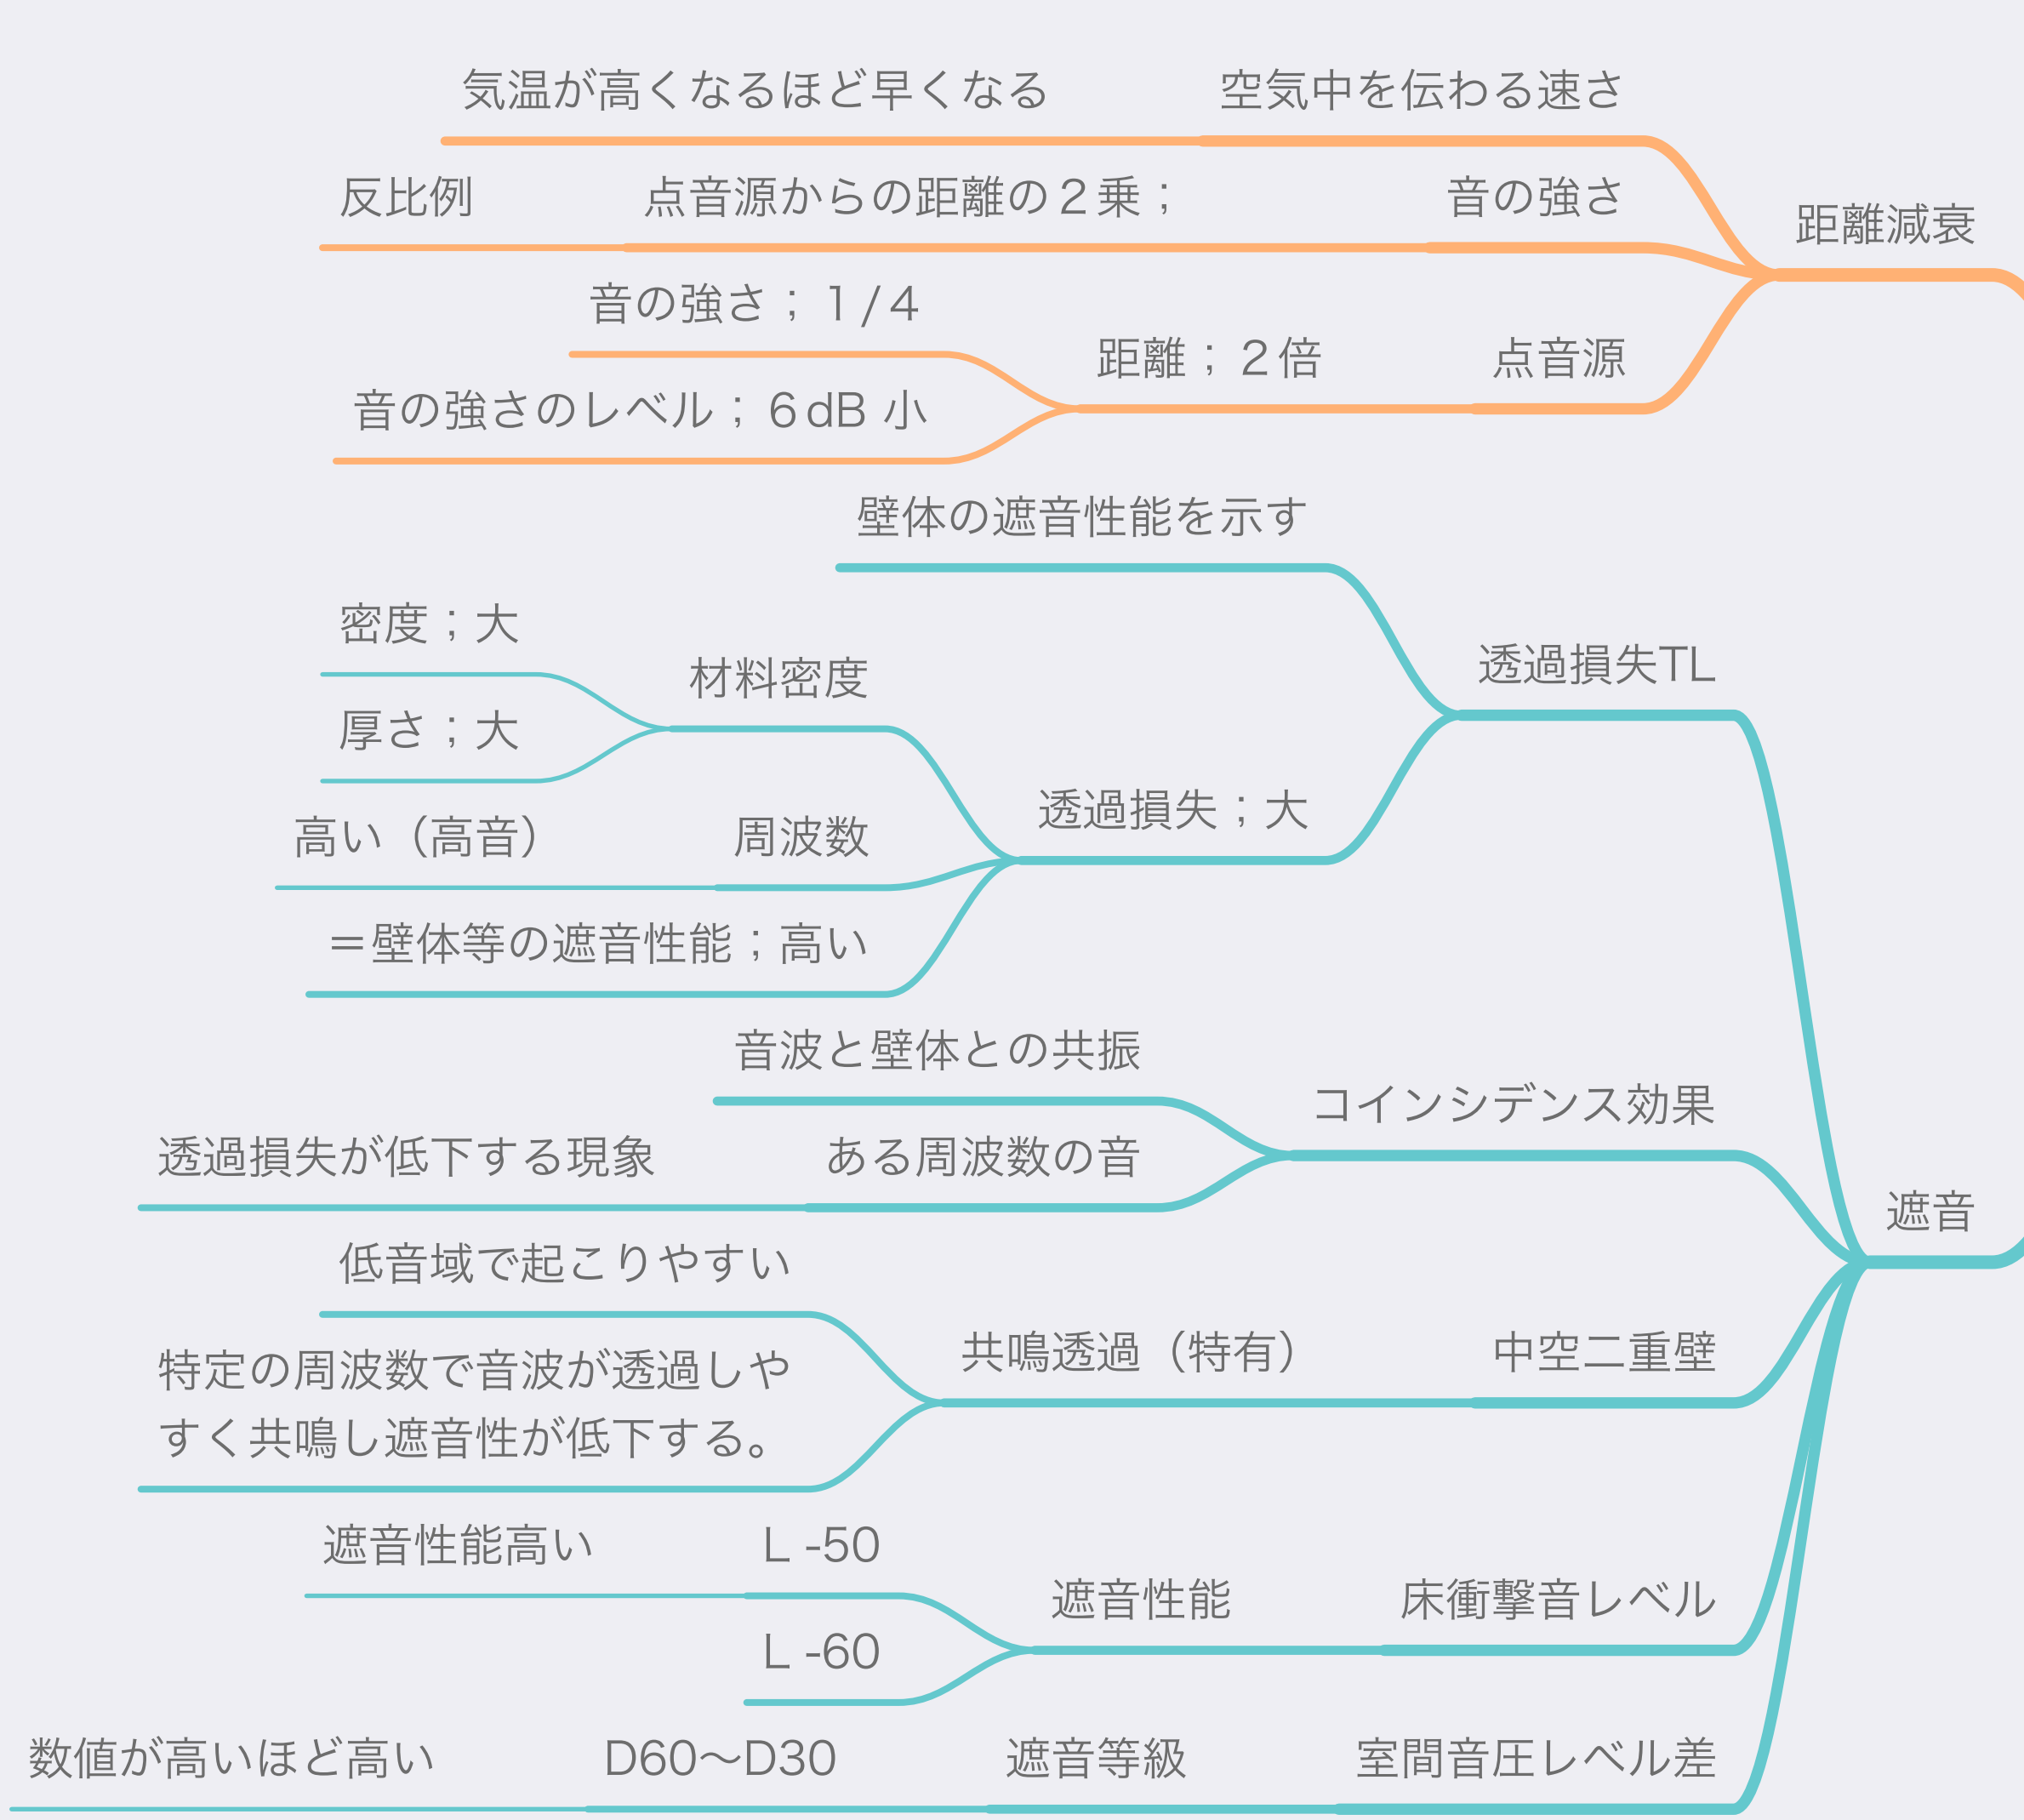 気温が高くなるほど早くなる
空気中を伝わる速さ
反比例
点音源からの距離の２乗；
音の強さ
距離減衰
音の強さ；１/４
距離；２倍
点音源
音の強さのレベル；６dB 小
壁体の遮音性能を示す
密度；大
材料密度
透過損失TL
厚さ；大
高い（高音）
周波数
透過損失；大
＝壁体等の遮音性能；高い
音波と壁体との共振
コインシデンス効果
透過損失が低下する現象
ある周波数の音
遮音
低音域で起こりやすい
共鳴透過（特有）
中空二重壁
特定の周波数で音波が透過しや
すく共鳴し遮音性が低下する。
遮音性能高い
L -50
遮音性能
床衝撃音レベル
L -60
数値が高いほど高い
D60〜D30
遮音等級
室間音圧レベル差